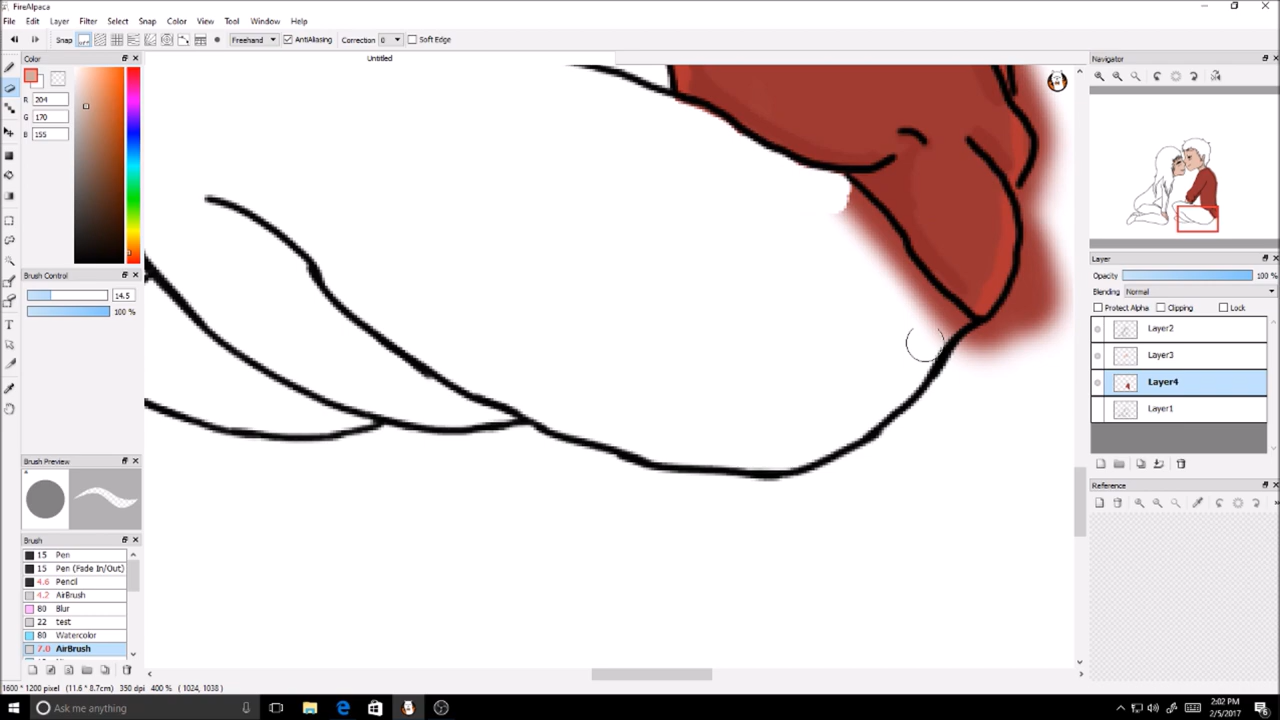 FireAlpaca
File Edit Layer Filter Select Snap Color View Tool Window Help
Snap Freehand AntiAliasing Correction 0 Soft Edge
Color
Untitled
Navigator
R 204
G 170
B 155
Brush Control
14.5
100 %
Layer
Opacity 100 %
Blending Normal
Protect Alpha Clipping Lock
Layer2
Layer3
Layer4
Layer1
Brush Preview
Reference
Brush
15 Pen
15 Pen (Fade In/Out)
4.6 Pencil
4.2 AirBrush
80 Blur
22 test
80 Watercolor
7.0 AirBrush
1600 * 1200 pixel (11.6 * 8.7cm) 350 dpi 400 % ( 1024, 1038 )
Ask me anything
2:02 PM
2/5/2017